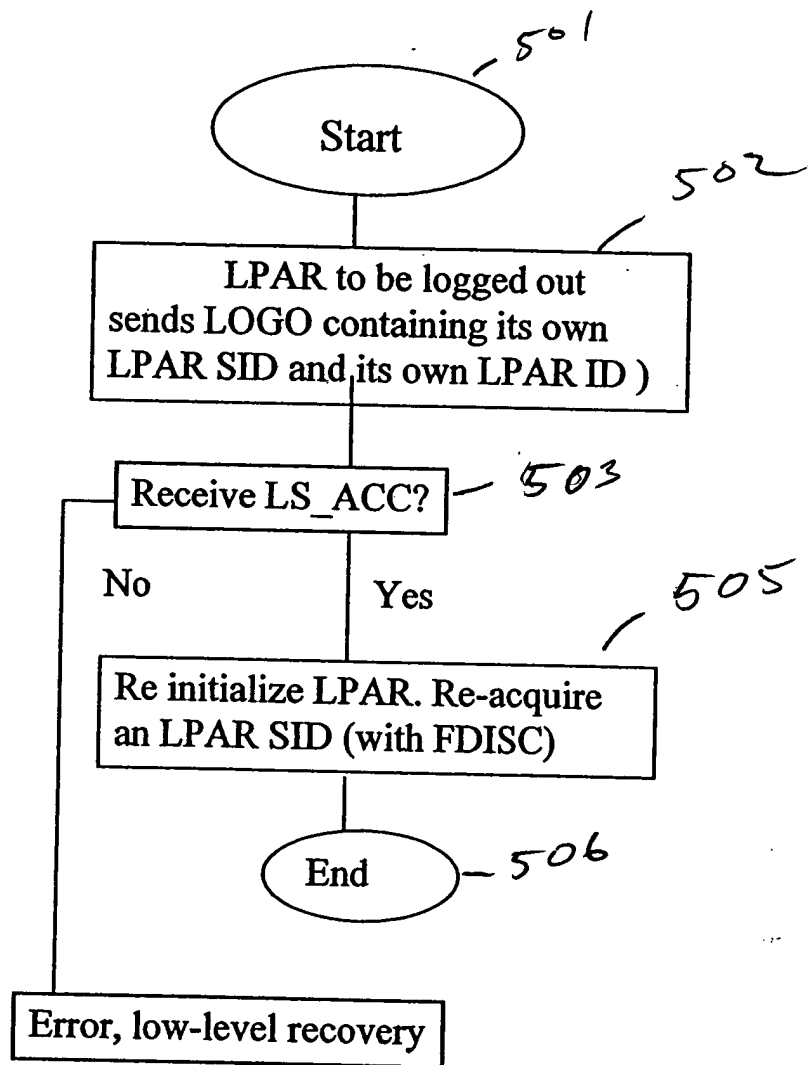 501
Start
502
LPAR to be logged out
sends LOGO containing its own
LPAR SID and its own LPAR ID )
Receive LS_ACC?
503
No
Yes
505
Re initialize LPAR. Re-acquire
an LPAR SID (with FDISC)
End
506
Error, low-level recovery